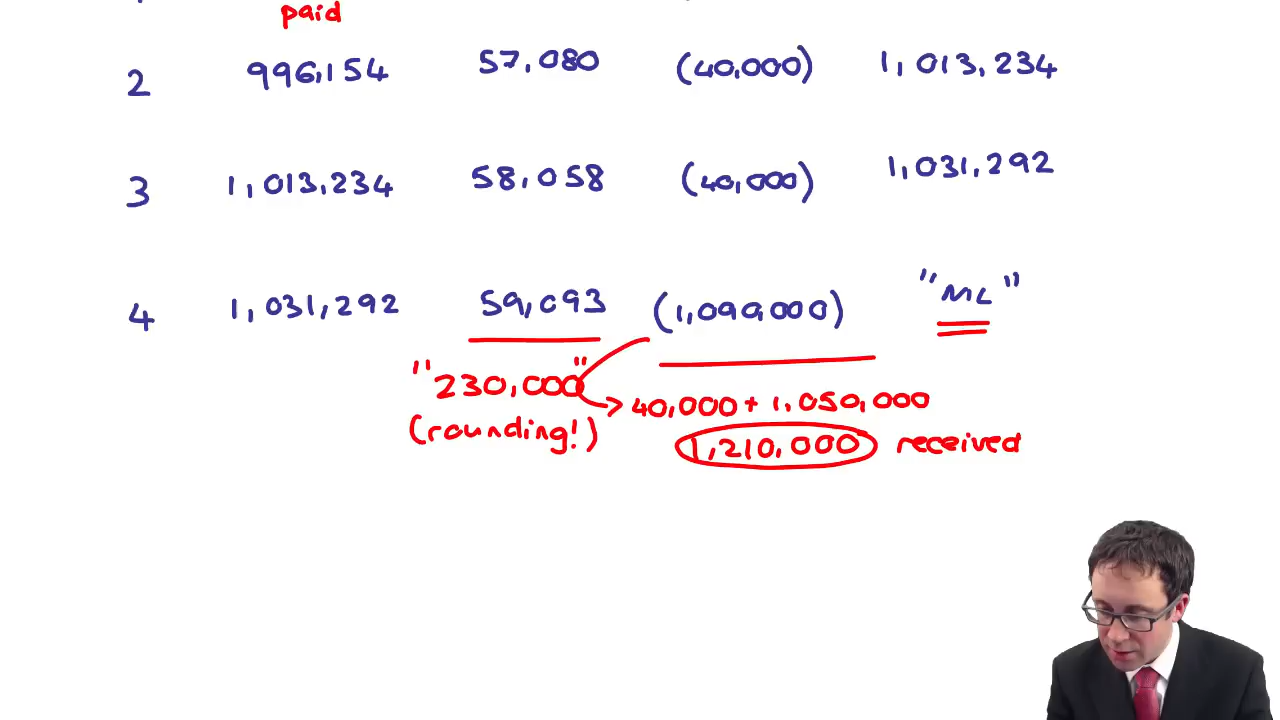 paid
2 996,154 57,080 (40,000) 1,013,234
3 1,013,234 58,058 (40,000) 1,031,292
4 1,031,292 59,093 (1,090,000) "ML"
"230,000" 40,000 + 1,050,000
(rounding!) 1,210,000 received